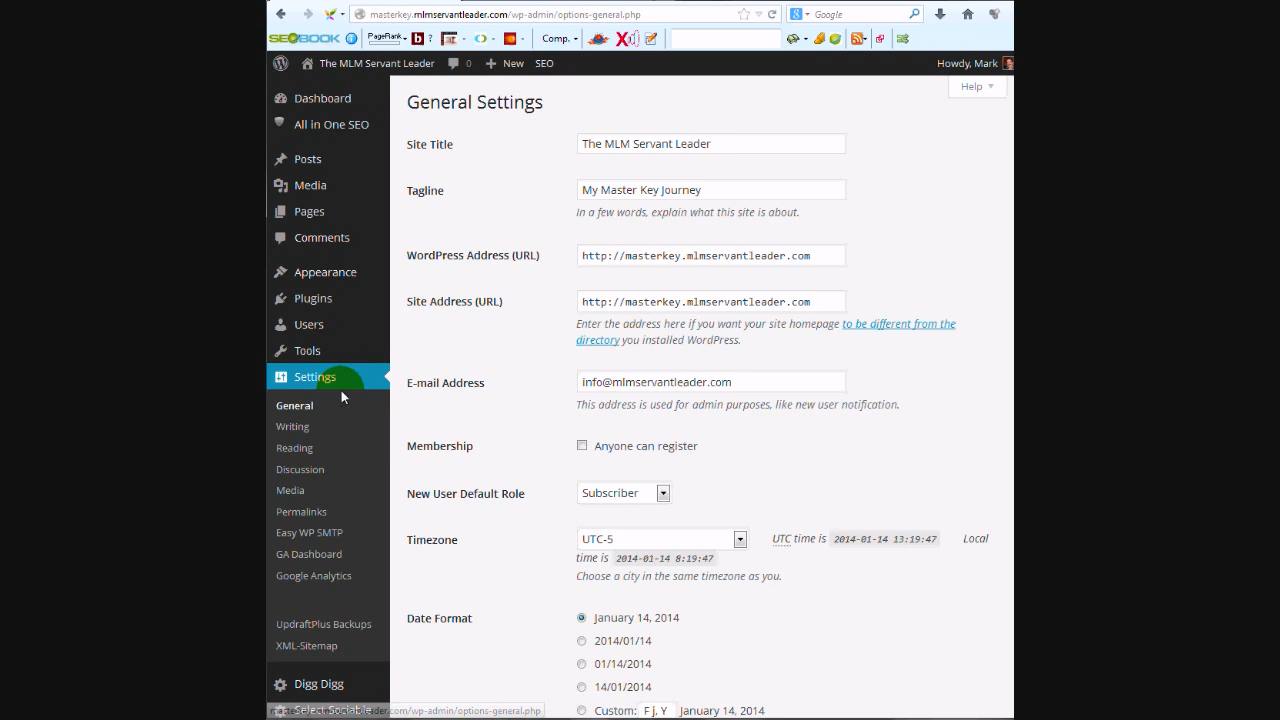 masterkey.mlmservantleader.com/wp-admin/options-general.php
Google
SEOBOOK
PageRank
b ?
Comp.
The MLM Servant Leader
0
New
SEO
Howdy, Mark
Help
Dashboard
All in One SEO
Posts
Media
Pages
Comments
Appearance
Plugins
Users
Tools
Settings
General
Writing
Reading
Discussion
Media
Permalinks
Easy WP SMTP
GA Dashboard
Google Analytics
UpdraftPlus Backups
XML-Sitemap
Digg Digg
General Settings
Site Title
The MLM Servant Leader
Tagline
My Master Key Journey
In a few words, explain what this site is about.
WordPress Address (URL)
http://masterkey.mlmservantleader.com
Site Address (URL)
http://masterkey.mlmservantleader.com
Enter the address here if you want your site homepage to be different from the
directory you installed WordPress.
E-mail Address
info@mlmservantleader.com
This address is used for admin purposes, like new user notification.
Membership
Anyone can register
New User Default Role
Subscriber
Timezone
UTC-5
UTC time is 2014-01-14 13:19:47 Local
time is 2014-01-14 8:19:47
Choose a city in the same timezone as you.
Date Format
January 14, 2014
2014/01/14
01/14/2014
14/01/2014
Custom: F j, Y January 14, 2014